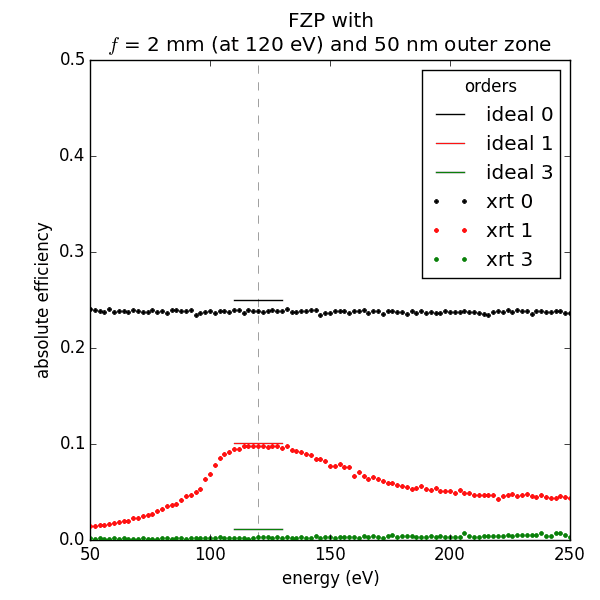 FZP with
f = 2 mm (at 120 eV) and 50 nm outer zone
0.5
0.4
0.3
0.2
0.1
0.0
absolute efficiency
50
100
150
200
250
energy (eV)
orders
ideal 0
ideal 1
ideal 3
xrt 0
xrt 1
xrt 3